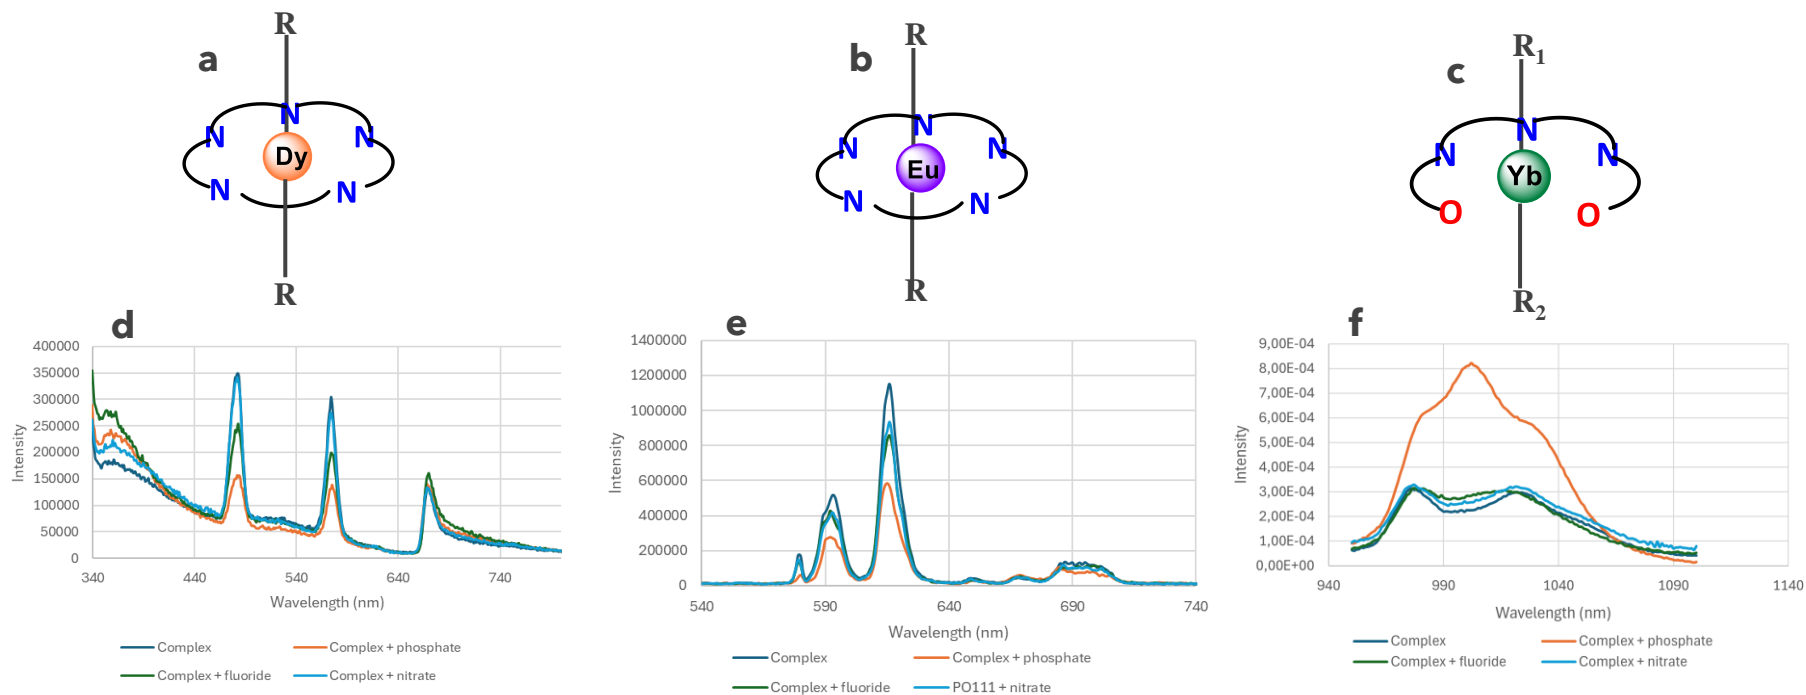 a
R
N
N
N
Dy
N
N
R
b
R
N
N
N
Eu
N
N
R
c
R1
N
N
N
Yb
O
O
R2
d
400000
350000
300000
250000
200000
150000
100000
50000
0
Intensity
340
440
540
640
740
Wavelength (nm)
Complex
Complex + phosphate
Complex + fluoride
Complex + nitrate
e
1400000
1200000
1000000
800000
600000
400000
200000
0
Intensity
540
590
640
690
740
Wavelength (nm)
Complex
Complex + phosphate
Complex + fluoride
PO111 + nitrate
f
9,00E-04
8,00E-04
7,00E-04
6,00E-04
5,00E-04
4,00E-04
3,00E-04
2,00E-04
1,00E-04
0,00E+00
Intensity
940
990
1040
1090
1140
Wavelength (nm)
Complex
Complex + phosphate
Complex + fluoride
Complex + nitrate